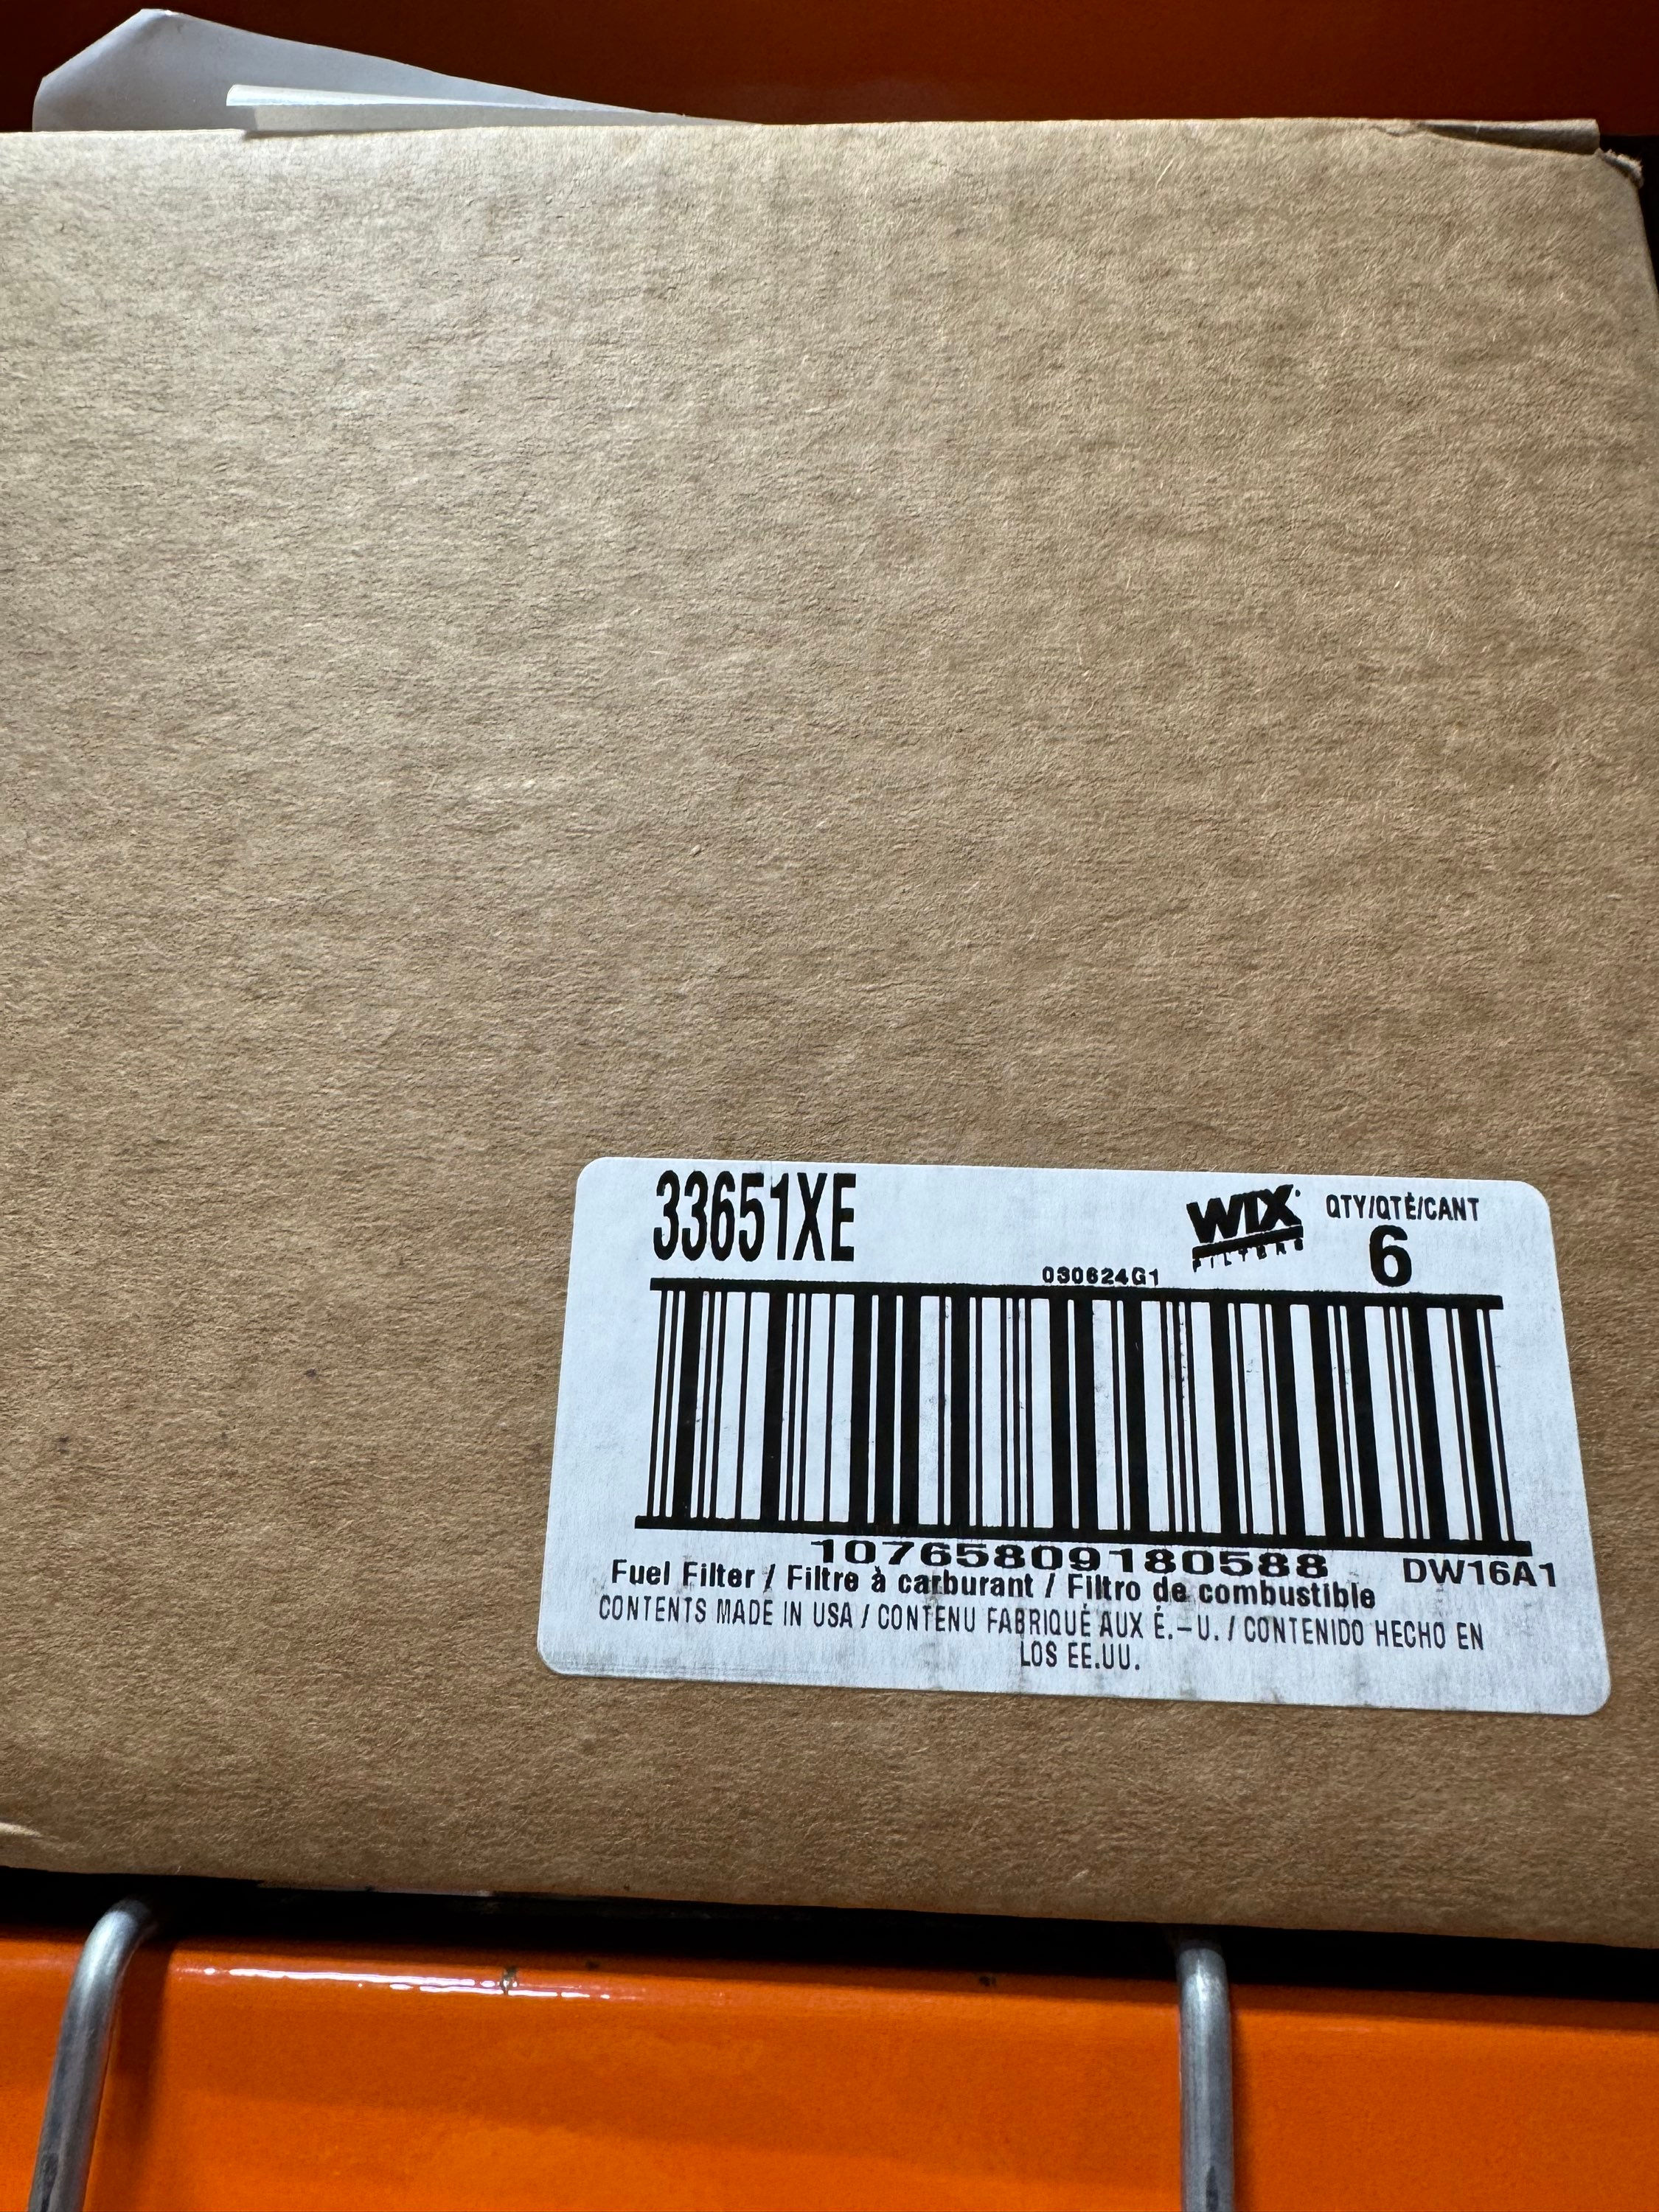 33651XE
WIX
FILTERS
QTY/QTÉ/CANT
6
030624G1
10765809180588
DW16A1
Fuel Filter / Filtre à carburant / Filtro de combustible
CONTENTS MADE IN USA / CONTENU FABRIQUÉ AUX É.-U. / CONTENIDO HECHO EN
LOS EE.UU.